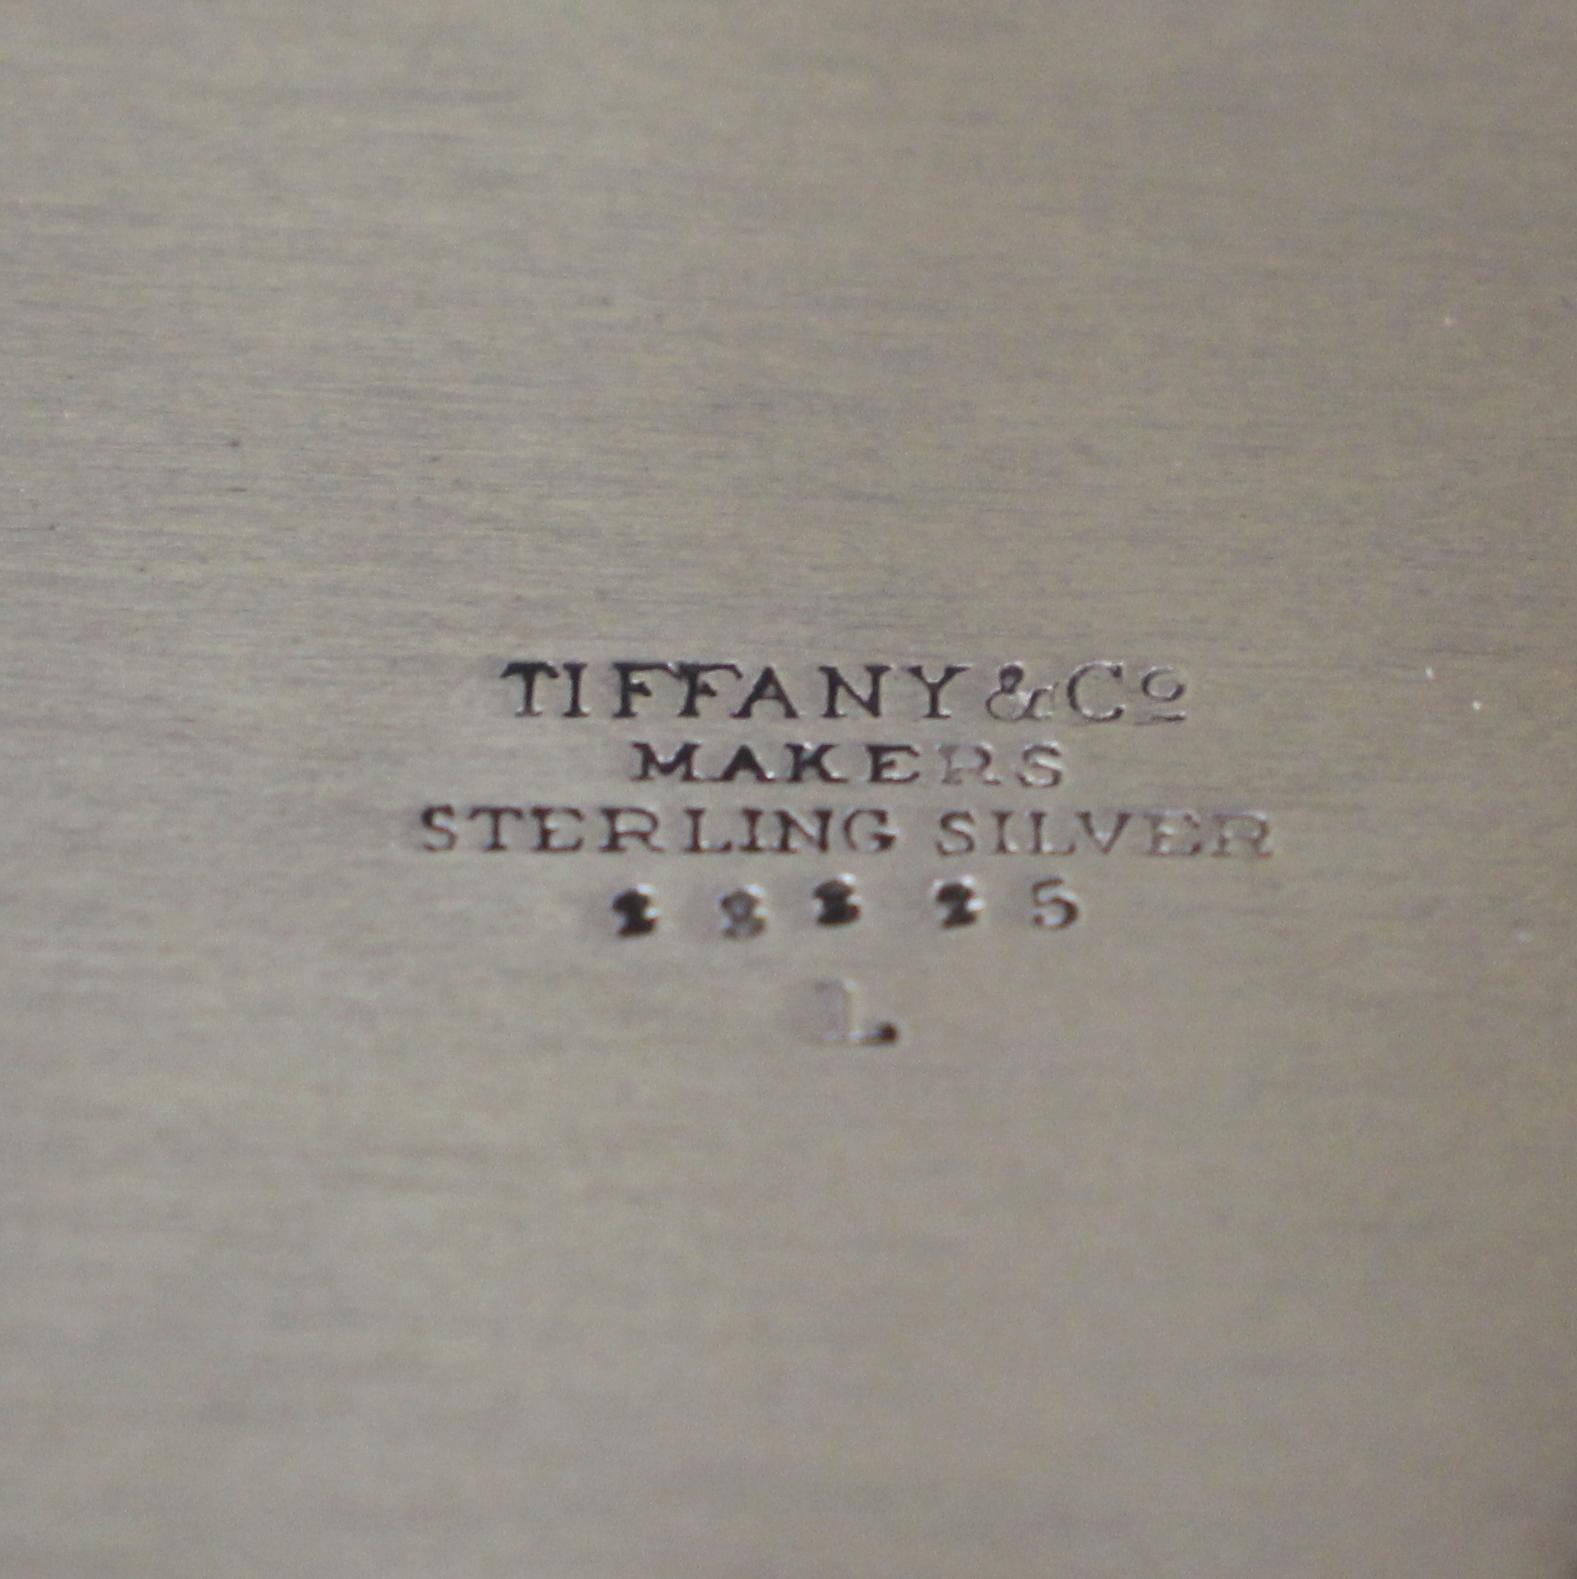 TIFFANY & Cº
MAKERS
STERLING SILVER
L